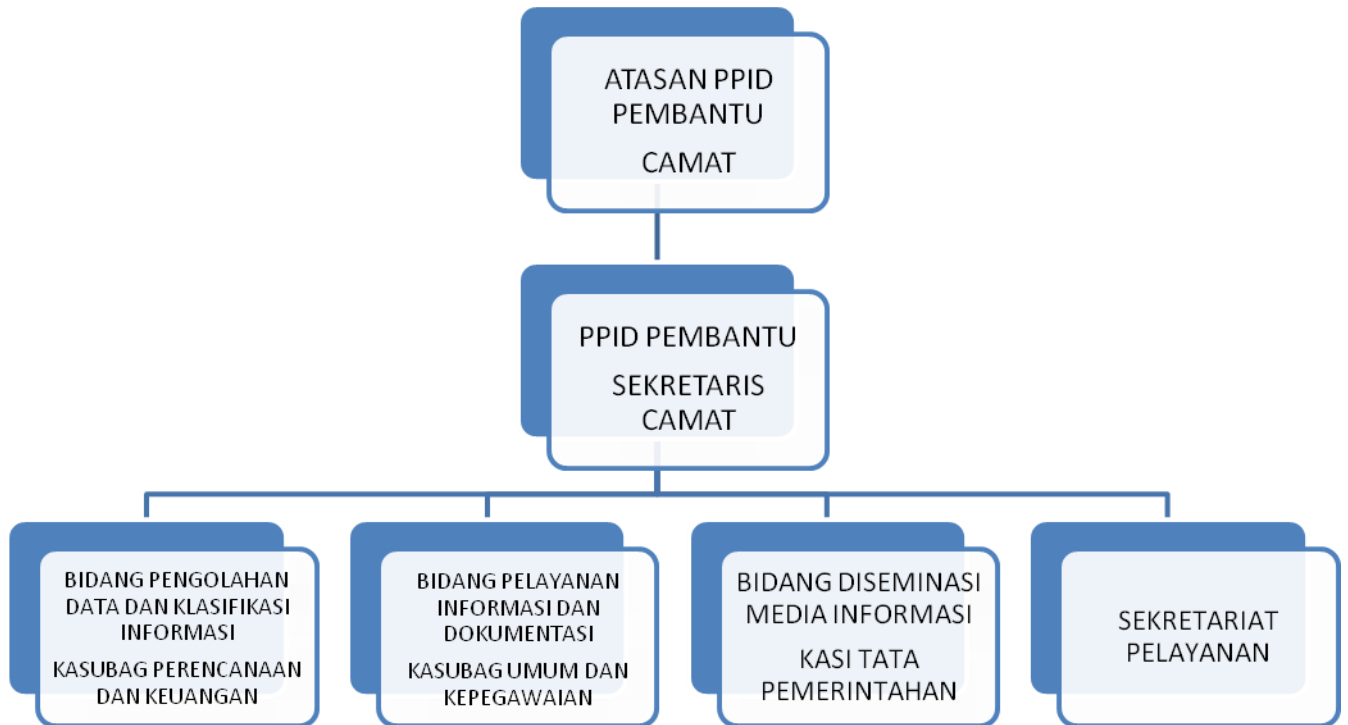 ATASAN PPID
PEMBANTU
CAMAT
PPID PEMBANTU
SEKRETARIS
CAMAT
BIDANG PENGOLAHAN
DATA DAN KLASIFIKASI
INFORMASI
KASUBAG PERENCANAAN
DAN KEUANGAN
BIDANG PELAYANAN
INFORMASI DAN
DOKUMENTASI
KASUBAG UMUM DAN
KEPEGAWAIAN
BIDANG DISEMINASI
MEDIA INFORMASI
KASI TATA
PEMERINTAHAN
SEKRETARIAT
PELAYANAN